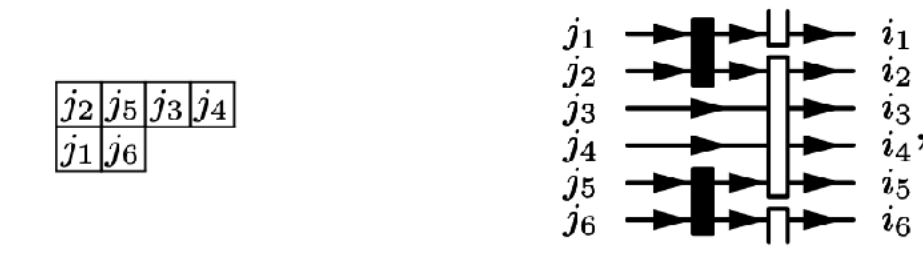 j₂ j₅ j₃ j₄
j₁ j₆
j₁ i₁
j₂ i₂
j₃ i₃
j₄ i₄,
j₅ i₅
j₆ i₆